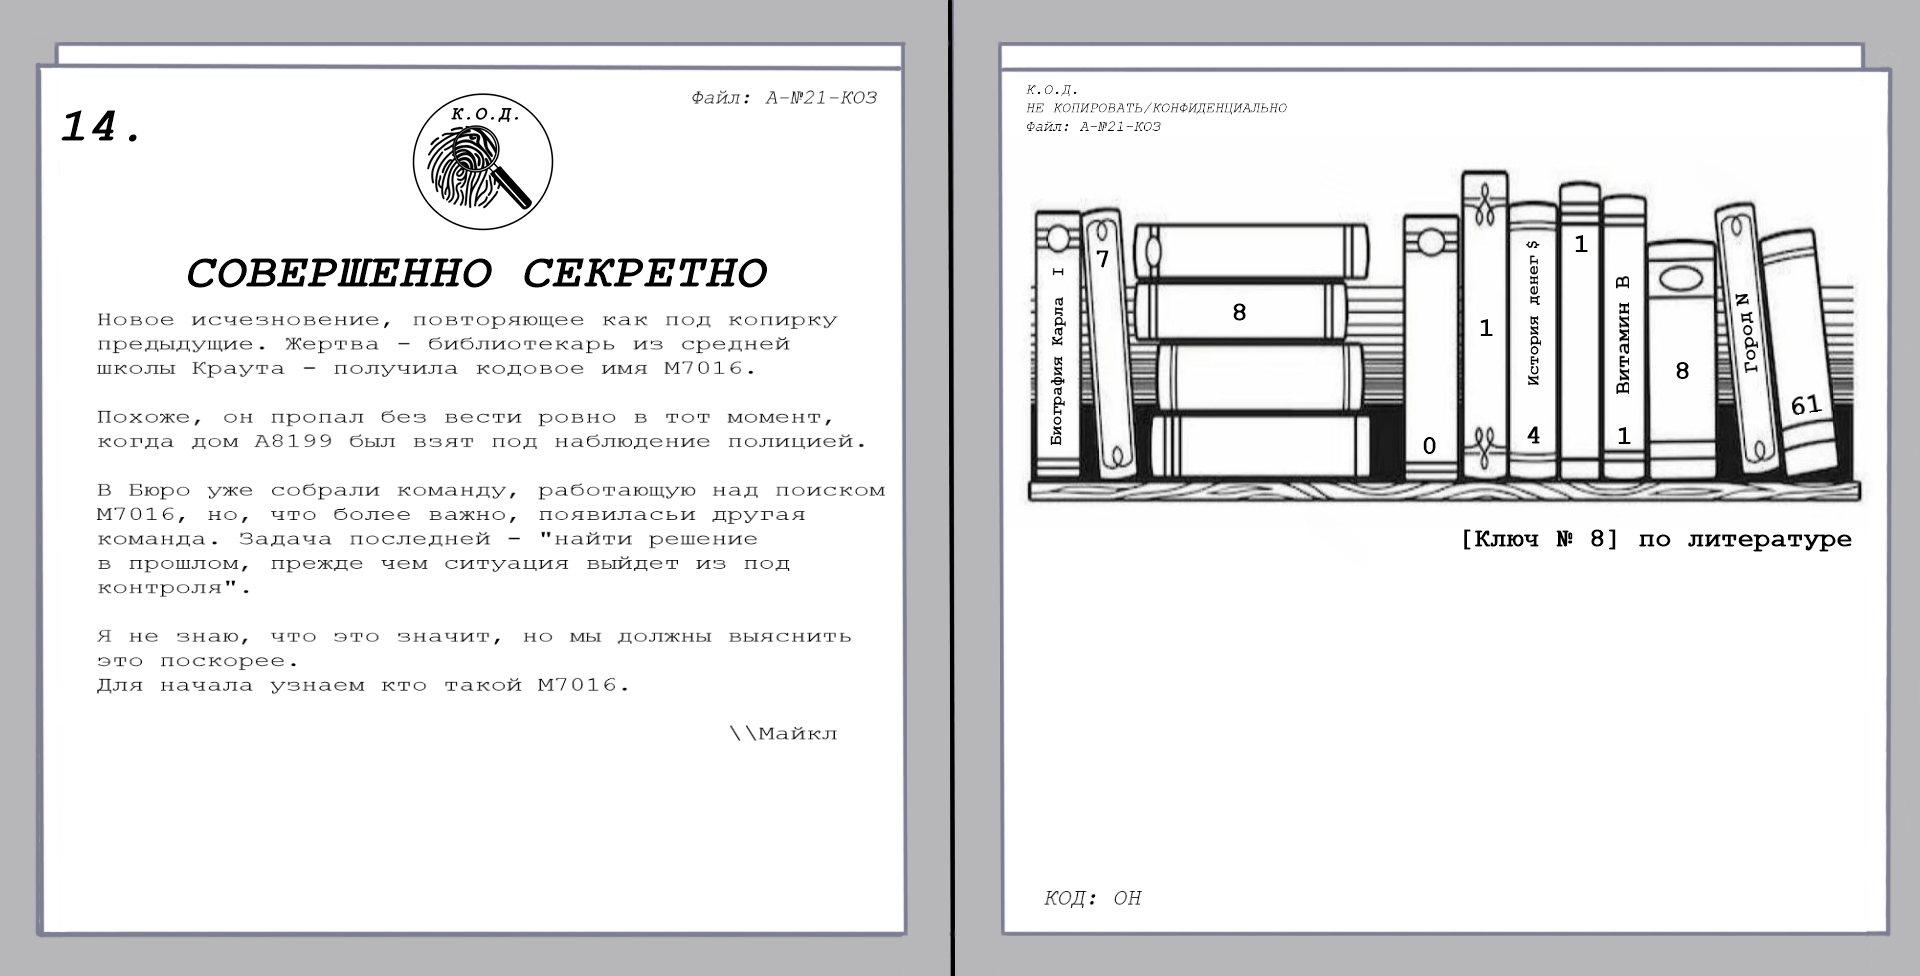 14.
К.О.Д.
Файл: А-№21-КОЗ
СОВЕРШЕННО СЕКРЕТНО
Новое исчезновение, повторяющее как под копирку
предыдущие. Жертва - библиотекарь из средней
школы Краута - получила кодовое имя М7016.
Похоже, он пропал без вести ровно в тот момент,
когда дом А8199 был взят под наблюдение полицией.
В Бюро уже собрали команду, работающую над поиском
М7016, но, что более важно, появиласьи другая
команда. Задача последней - "найти решение
в прошлом, прежде чем ситуация выйдет из под
контроля".
Я не знаю, что это значит, но мы должны выяснить
это поскорее.
Для начала узнаем кто такой М7016.
\\Майкл
К.О.Д.
НЕ КОПИРОВАТЬ/КОНФИДЕНЦИАЛЬНО
Файл: А-№21-КОЗ
Биография Карла I
7
8
0
1
История денег $
4
1
Витамин B
1
8
Город N
61
[Ключ № 8] по литературе
КОД: ОН